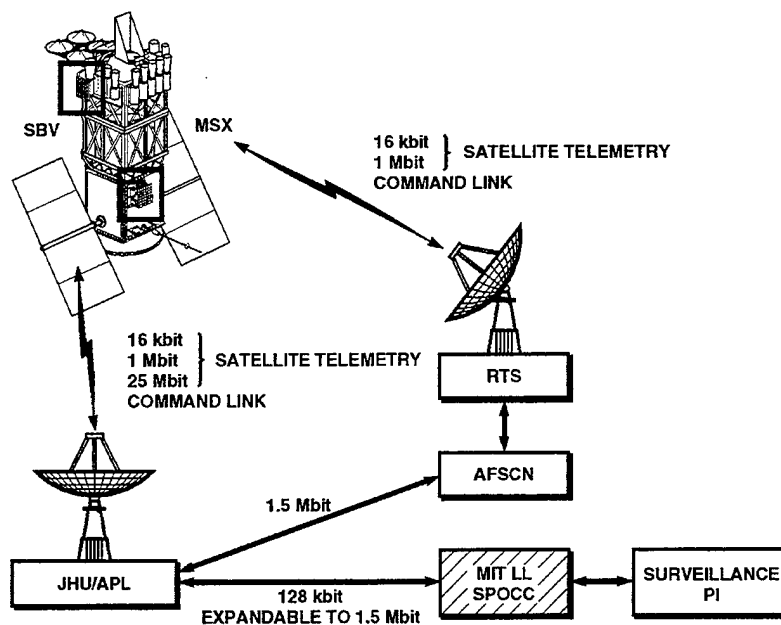 SBV
MSX
16 kbit
1 Mbit
SATELLITE TELEMETRY
COMMAND LINK
16 kbit
1 Mbit
25 Mbit
SATELLITE TELEMETRY
COMMAND LINK
RTS
AFSCN
1.5 Mbit
JHU/APL
128 kbit
EXPANDABLE TO 1.5 Mbit
MIT LL
SPOCC
SURVEILLANCE
PI